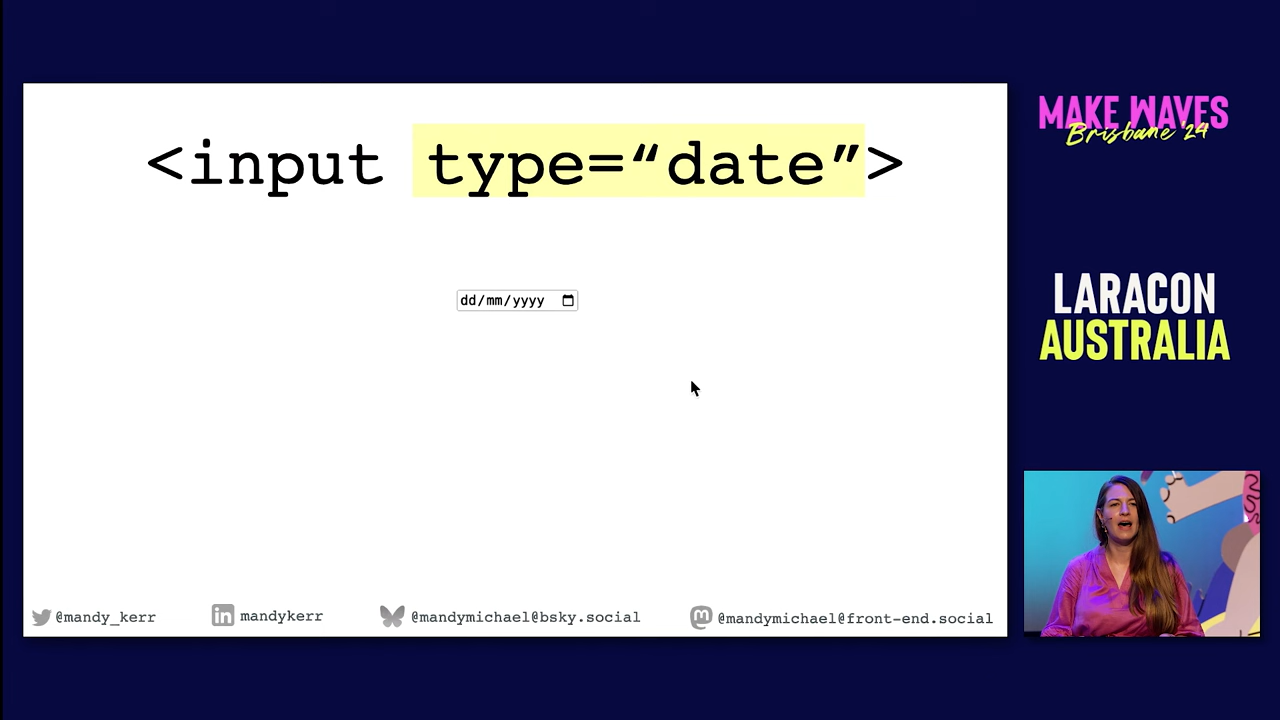 <input type=“date”>
dd/mm/yyyy
@mandy_kerr
mandykerr
@mandymichael@bsky.social
@mandymichael@front-end.social
MAKE WAVES
Brisbane '24
LARACON
AUSTRALIA